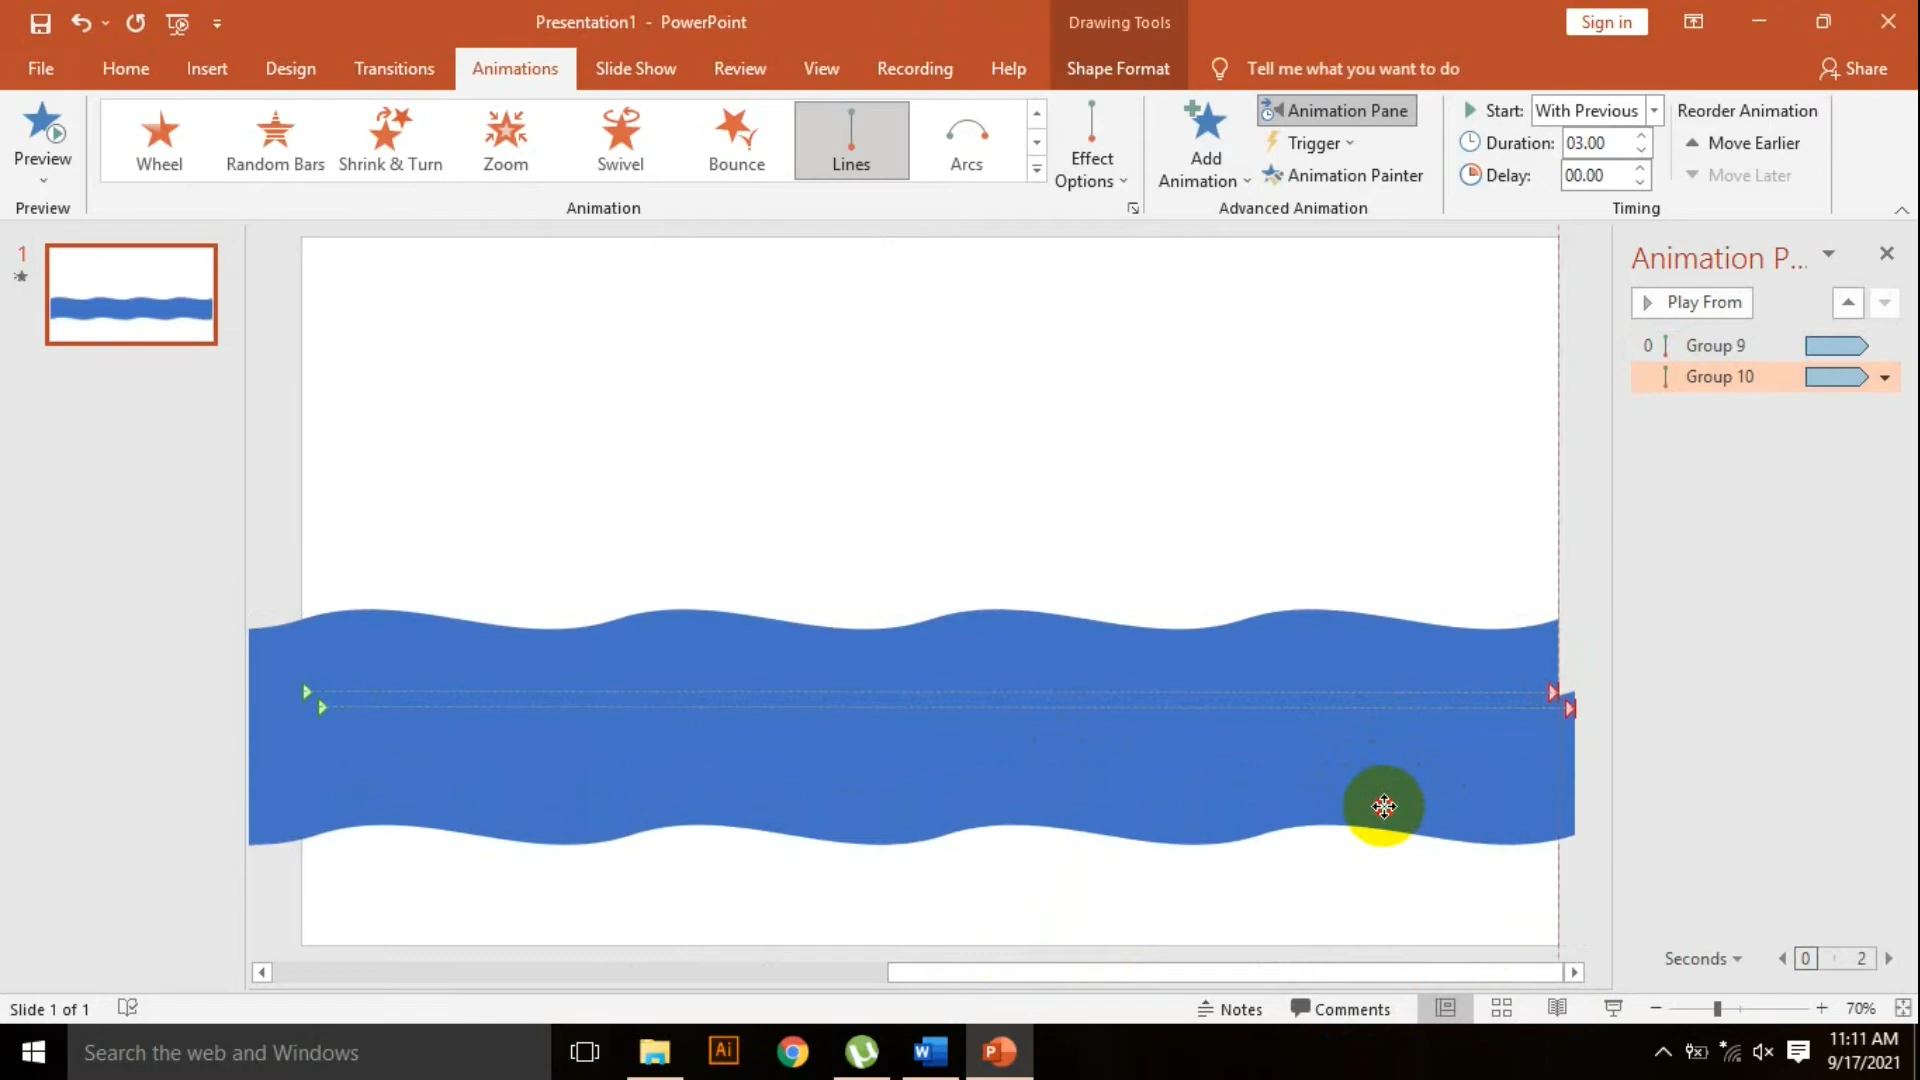 Presentation1 - PowerPoint
Drawing Tools
Sign in
File
Home
Insert
Design
Transitions
Animations
Slide Show
Review
View
Recording
Help
Shape Format
Tell me what you want to do
Share
Preview
Wheel
Random Bars
Shrink & Turn
Zoom
Swivel
Bounce
Lines
Arcs
Effect
Options
Add
Animation
Animation Pane
Trigger
Animation Painter
Start: With Previous
Duration: 03.00
Delay: 00.00
Reorder Animation
Move Earlier
Move Later
Preview
Animation
Advanced Animation
Timing
1
Animation P...
Play From
0 Group 9
Group 10
Seconds
0 2
Slide 1 of 1
Notes
Comments
70%
Search the web and Windows
Ai
W
P
11:11 AM
9/17/2021